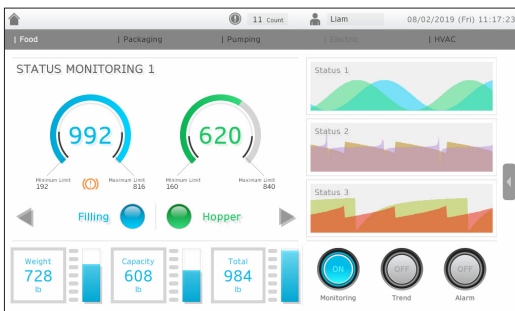 11 Count Liam 08/02/2019 (Fri) 11:17:23
| Food | Packaging | Pumping | Electric | HVAC
STATUS MONITORING 1
Status 1
992 620
Minimum Limit Maximum Limit Minimum Limit Maximum Limit
192 816 160 840
Status 2
Status 3
Filling Hopper
Weight Capacity Total
728 608 984
lb lb lb
ON OFF OFF
Monitoring Trend Alarm